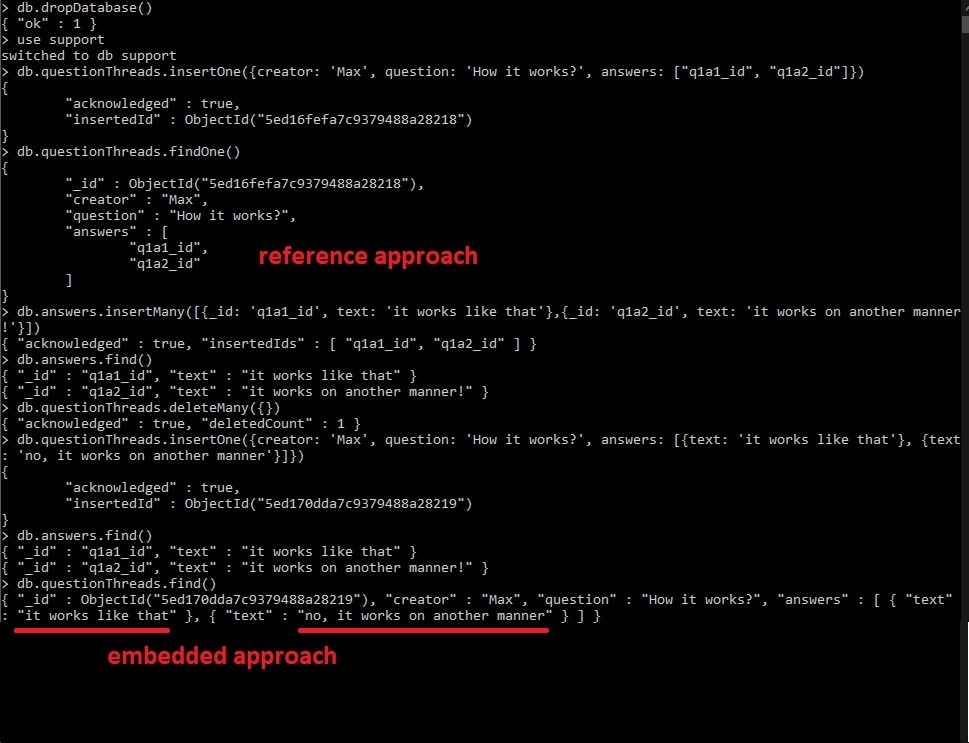 > db.dropDatabase()
{ "ok" : 1 }
> use support
switched to db support
> db.questionThreads.insertOne({creator: 'Max', question: 'How it works?', answers: ["q1a1_id", "q1a2_id"]})
{
        "acknowledged" : true,
        "insertedId" : ObjectId("5ed16fefa7c9379488a28218")
}
> db.questionThreads.findOne()
{
        "_id" : ObjectId("5ed16fefa7c9379488a28218"),
        "creator" : "Max",
        "question" : "How it works?",
        "answers" : [
                "q1a1_id",
reference approach
                "q1a2_id"
        ]
}
> db.answers.insertMany([{_id: 'q1a1_id', text: 'it works like that'},{_id: 'q1a2_id', text: 'it works on another manner
!'}])
{ "acknowledged" : true, "insertedIds" : [ "q1a1_id", "q1a2_id" ] }
> db.answers.find()
{ "_id" : "q1a1_id", "text" : "it works like that" }
{ "_id" : "q1a2_id", "text" : "it works on another manner!" }
> db.questionThreads.deleteMany({})
{ "acknowledged" : true, "deletedCount" : 1 }
> db.questionThreads.insertOne({creator: 'Max', question: 'How it works?', answers: [{text: 'it works like that'}, {text
: 'no, it works on another manner'}]})
{
        "acknowledged" : true,
        "insertedId" : ObjectId("5ed170dda7c9379488a28219")
}
> db.answers.find()
{ "_id" : "q1a1_id", "text" : "it works like that" }
{ "_id" : "q1a2_id", "text" : "it works on another manner!" }
> db.questionThreads.find()
{ "_id" : ObjectId("5ed170dda7c9379488a28219"), "creator" : "Max", "question" : "How it works?", "answers" : [ { "text"
: "it works like that" }, { "text" : "no, it works on another manner" } ] }
embedded approach